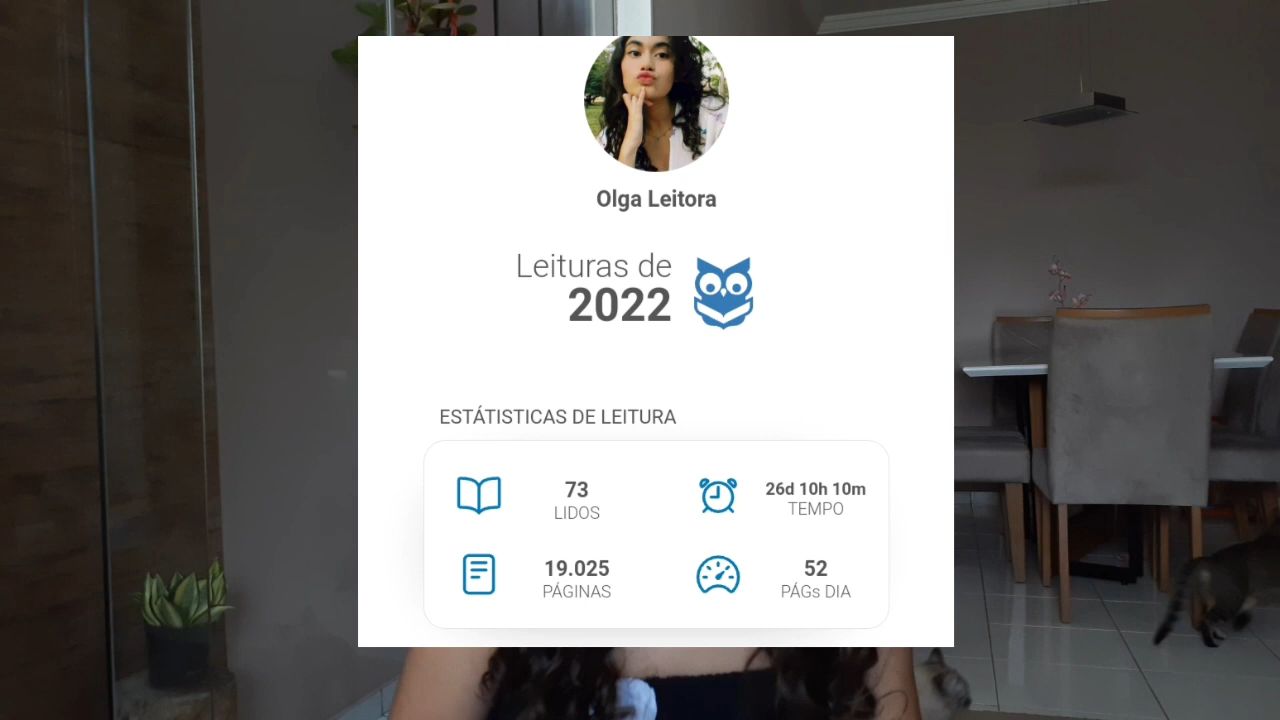 Olga Leitora
Leituras de
2022
ESTÁTISTICAS DE LEITURA
73
LIDOS
26d 10h 10m
TEMPO
19.025
PÁGINAS
52
PÁGs DIA